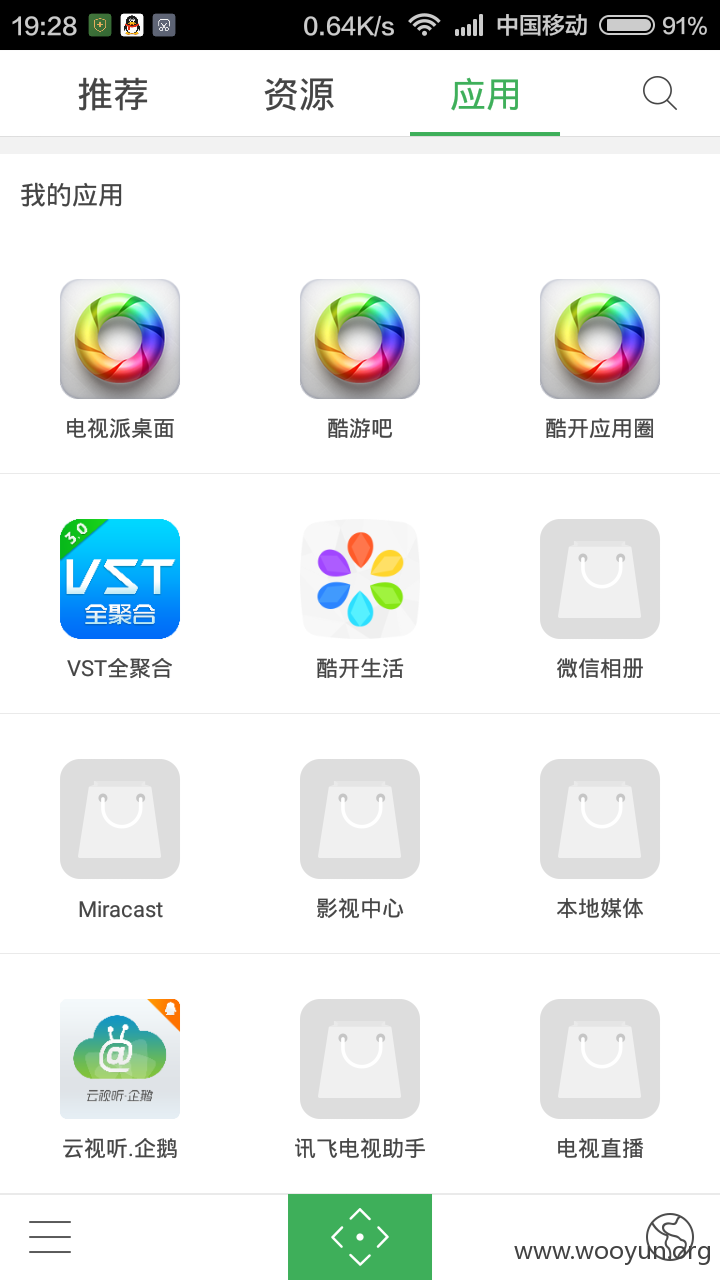 19:28 0.64K/s 中国移动 91%
推荐 资源 应用
我的应用
电视派桌面 酷游吧 酷开应用圈
3.0
VST
全聚合
VST全聚合 酷开生活 微信相册
Miracast 影视中心 本地媒体
@
云视听·企鹅
云视听.企鹅 讯飞电视助手 电视直播
www.wooyun.org